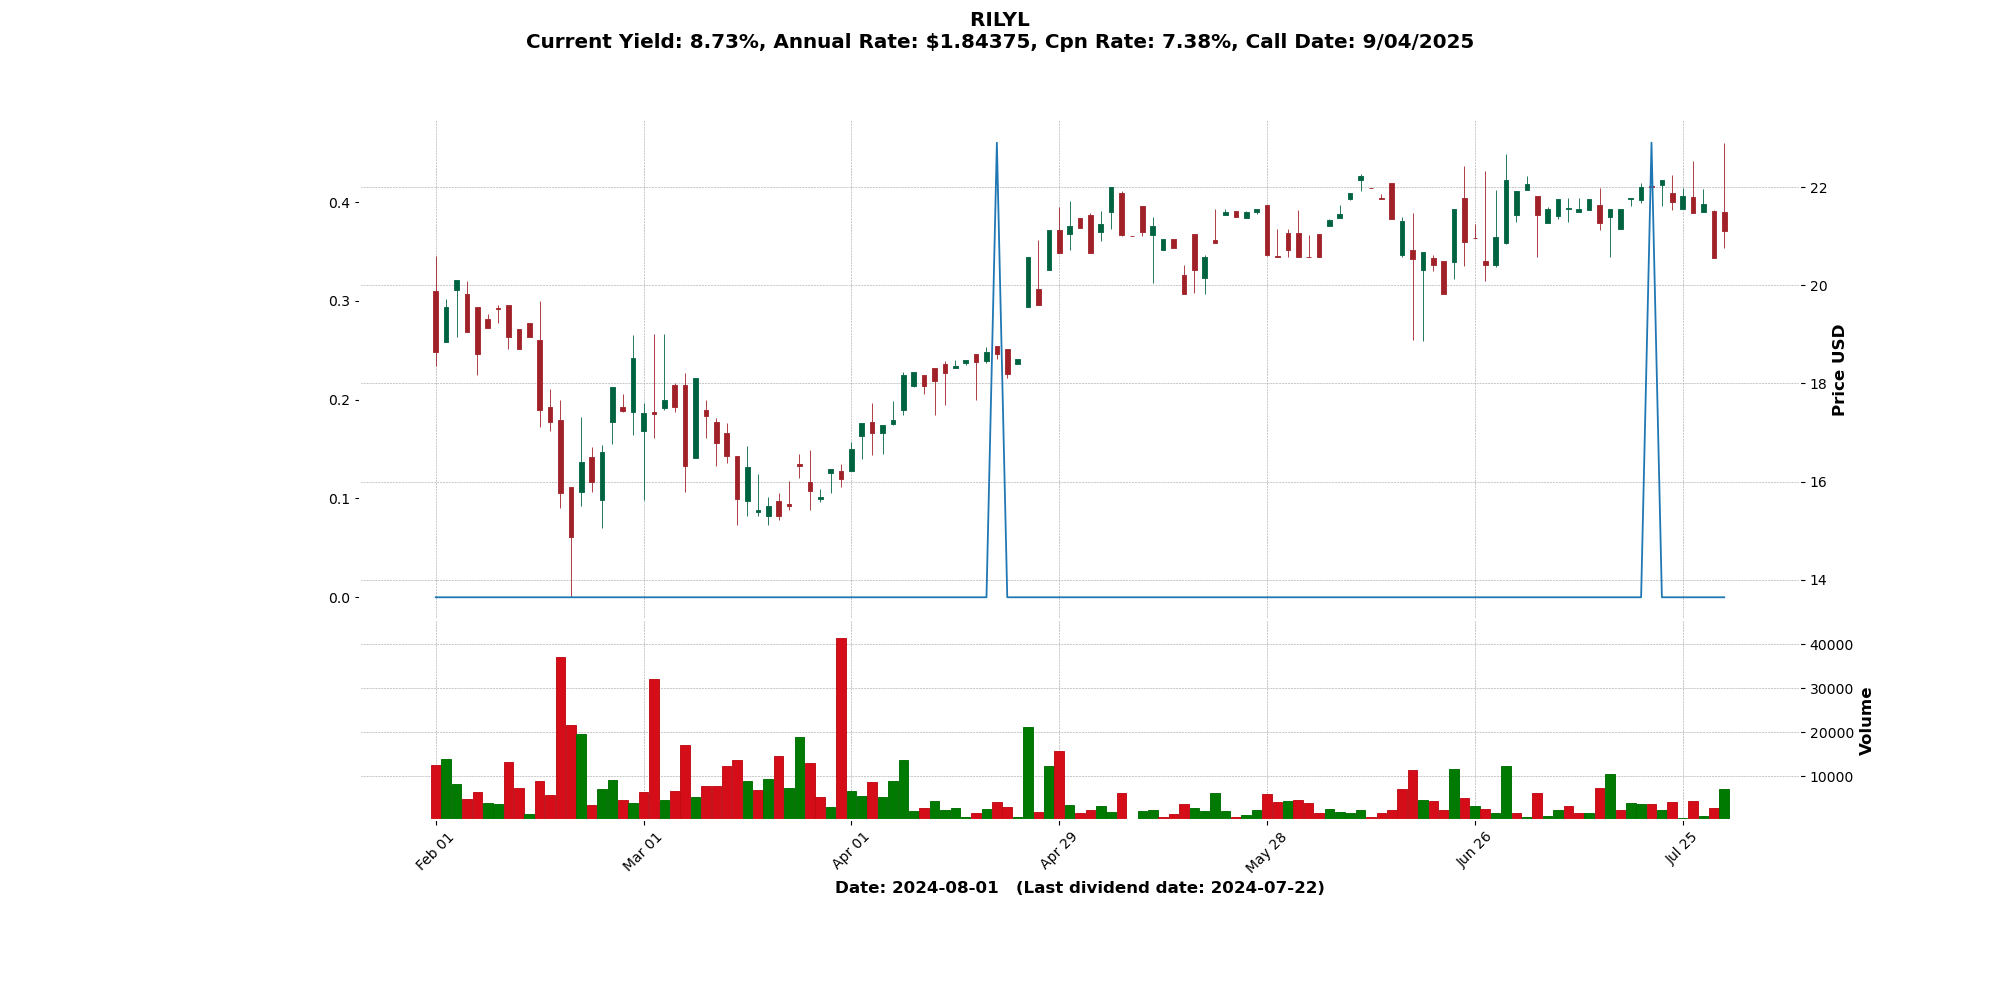 RILYL
Current Yield: 8.73%, Annual Rate: $1.84375, Cpn Rate: 7.38%, Call Date: 9/04/2025
0.4
0.3
0.2
0.1
0.0
22
20
18
16
14
Price USD
40000
30000
20000
10000
Volume
Feb 01
Mar 01
Apr 01
Apr 29
May 28
Jun 26
Jul 25
Date: 2024-08-01 (Last dividend date: 2024-07-22)